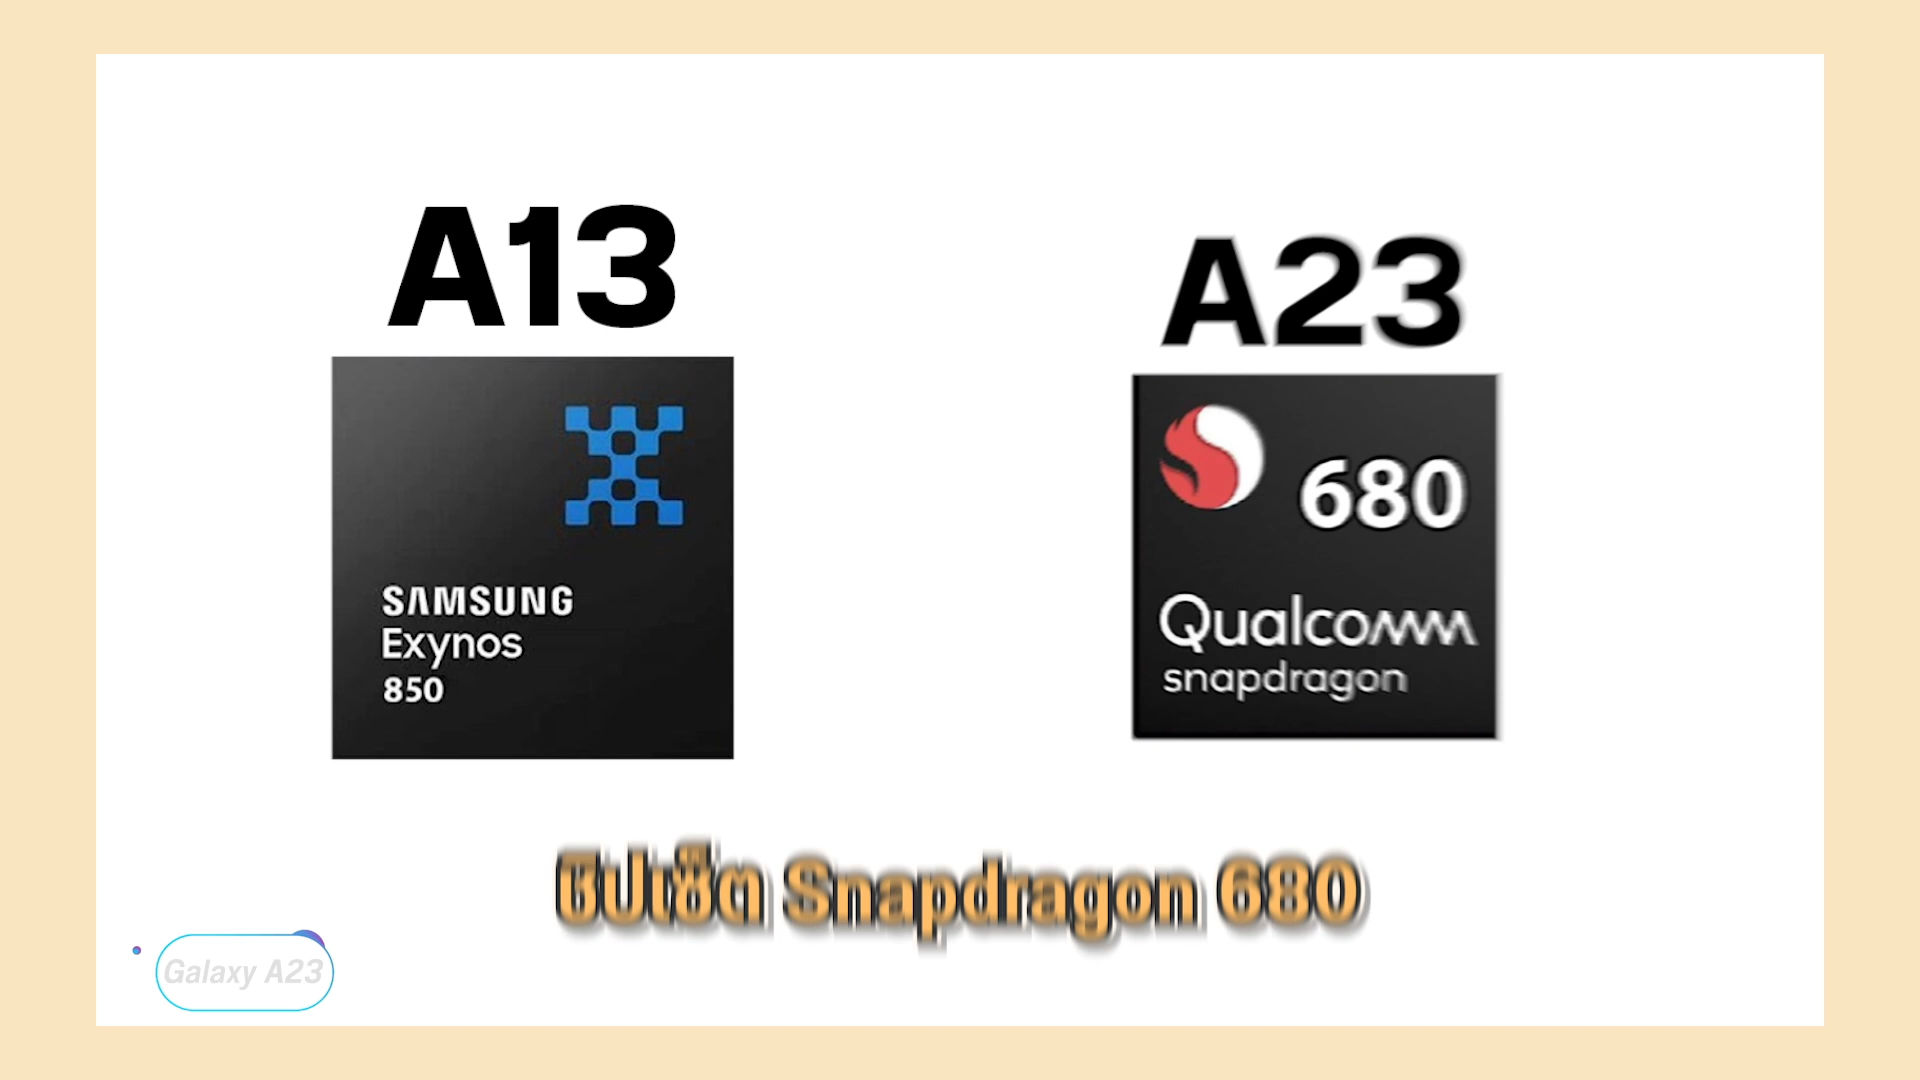 A13
A23
SAMSUNG
Exynos
850
680
Qualcomm
snapdragon
ชิปเซ็ต Snapdragon 680
Galaxy A23